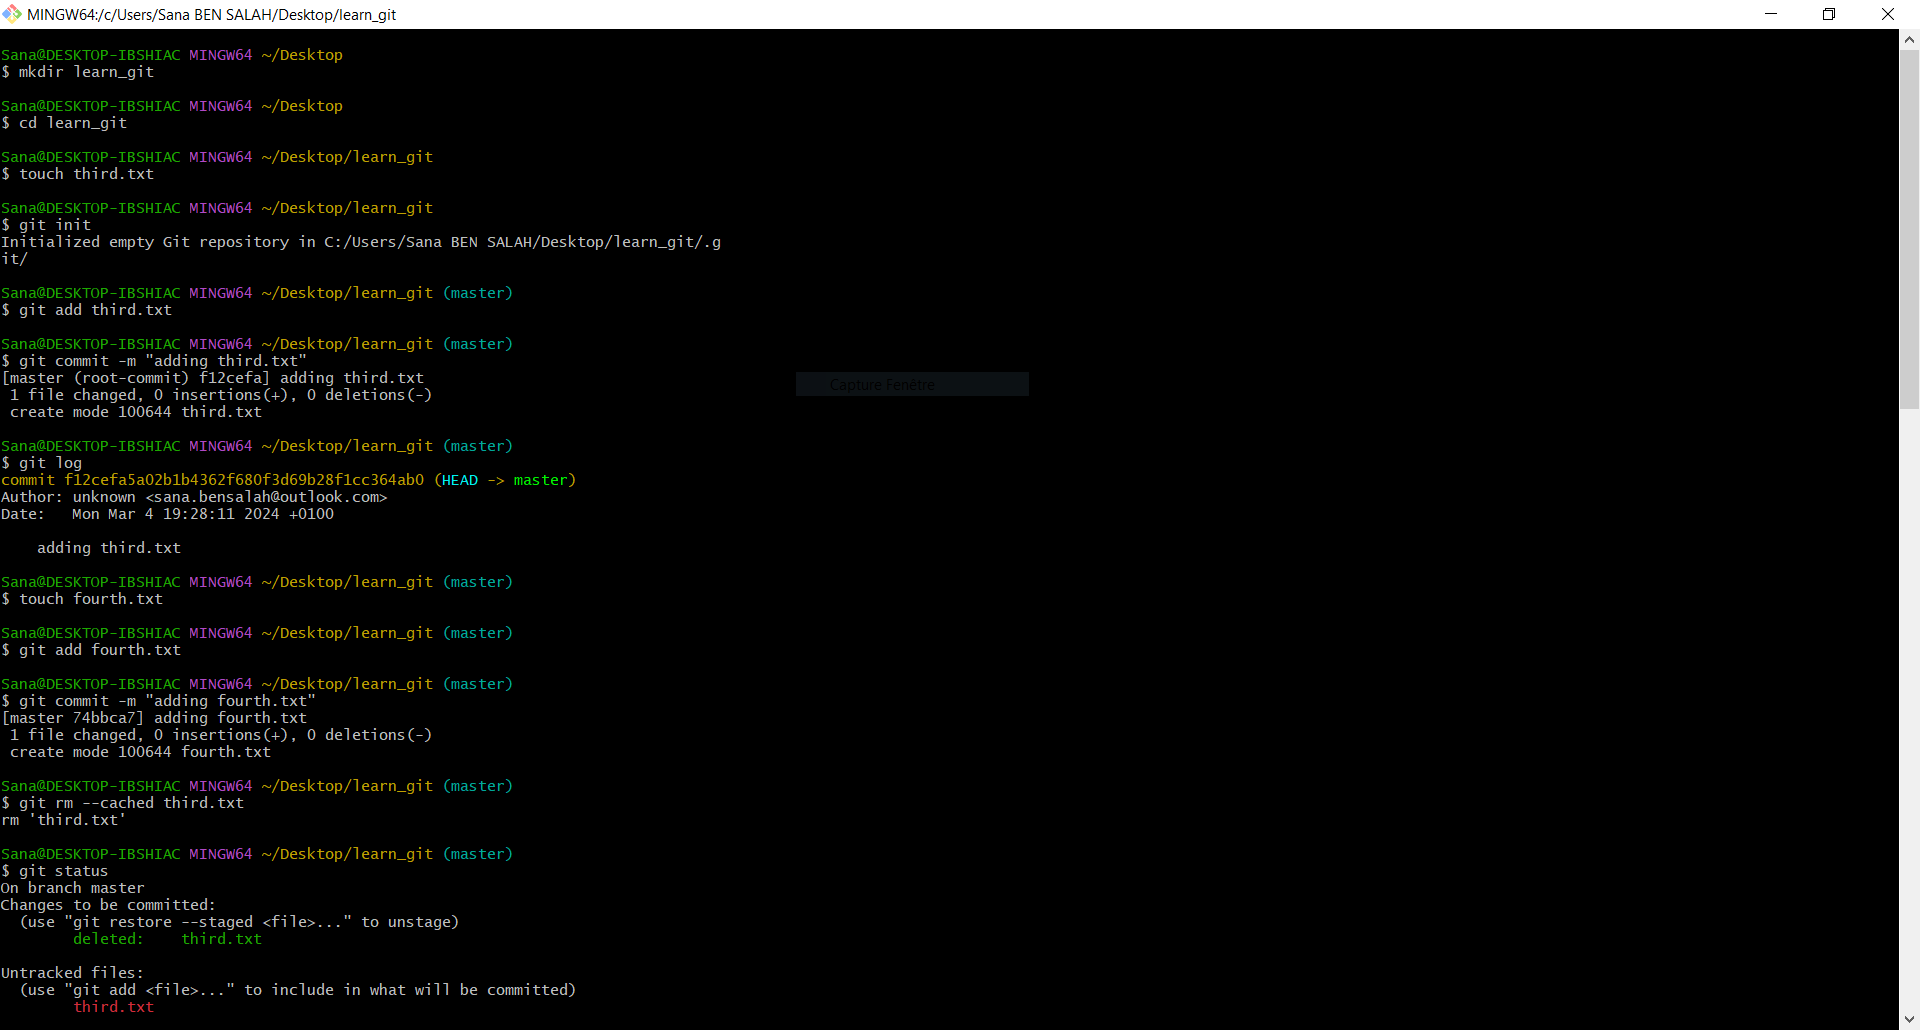 MINGW64:/c/Users/Sana BEN SALAH/Desktop/learn_git
Sana@DESKTOP-IBSHIAC MINGW64 ~/Desktop
$ mkdir learn_git
Sana@DESKTOP-IBSHIAC MINGW64 ~/Desktop
$ cd learn_git
Sana@DESKTOP-IBSHIAC MINGW64 ~/Desktop/learn_git
$ touch third.txt
Sana@DESKTOP-IBSHIAC MINGW64 ~/Desktop/learn_git
$ git init
Initialized empty Git repository in C:/Users/Sana BEN SALAH/Desktop/learn_git/.g
it/
Sana@DESKTOP-IBSHIAC MINGW64 ~/Desktop/learn_git (master)
$ git add third.txt
Sana@DESKTOP-IBSHIAC MINGW64 ~/Desktop/learn_git (master)
$ git commit -m "adding third.txt"
[master (root-commit) f12cefa] adding third.txt
 1 file changed, 0 insertions(+), 0 deletions(-)
 create mode 100644 third.txt
Capture Fenêtre
Sana@DESKTOP-IBSHIAC MINGW64 ~/Desktop/learn_git (master)
$ git log
commit f12cefa5a02b1b4362f680f3d69b28f1cc364ab0 (HEAD -> master)
Author: unknown <sana.bensalah@outlook.com>
Date:   Mon Mar 4 19:28:11 2024 +0100
    adding third.txt
Sana@DESKTOP-IBSHIAC MINGW64 ~/Desktop/learn_git (master)
$ touch fourth.txt
Sana@DESKTOP-IBSHIAC MINGW64 ~/Desktop/learn_git (master)
$ git add fourth.txt
Sana@DESKTOP-IBSHIAC MINGW64 ~/Desktop/learn_git (master)
$ git commit -m "adding fourth.txt"
[master 74bbca7] adding fourth.txt
 1 file changed, 0 insertions(+), 0 deletions(-)
 create mode 100644 fourth.txt
Sana@DESKTOP-IBSHIAC MINGW64 ~/Desktop/learn_git (master)
$ git rm --cached third.txt
rm 'third.txt'
Sana@DESKTOP-IBSHIAC MINGW64 ~/Desktop/learn_git (master)
$ git status
On branch master
Changes to be committed:
  (use "git restore --staged <file>..." to unstage)
        deleted:    third.txt
Untracked files:
  (use "git add <file>..." to include in what will be committed)
        third.txt